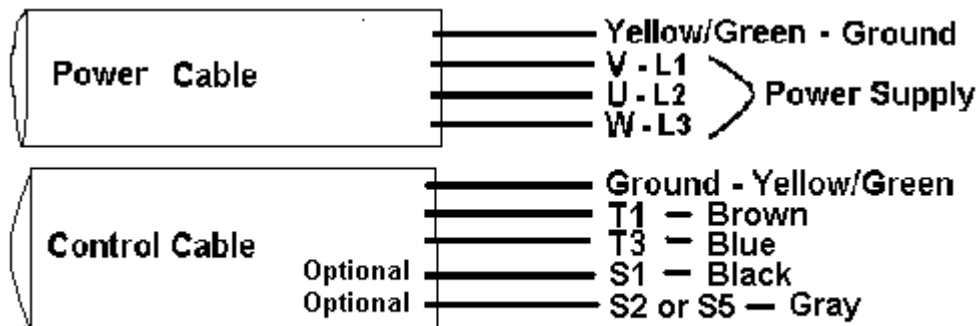 Yellow/Green - Ground
Power Cable
V - L1
U - L2
W - L3
Power Supply
Ground - Yellow/Green
T1 — Brown
Control Cable
T3 — Blue
Optional S1 — Black
Optional S2 or S5 — Gray